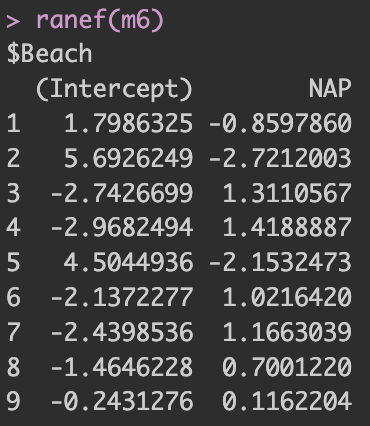 > ranef(m6)
$Beach
(Intercept) NAP
1 1.7986325 -0.8597860
2 5.6926249 -2.7212003
3 -2.7426699 1.3110567
4 -2.9682494 1.4188887
5 4.5044936 -2.1532473
6 -2.1372277 1.0216420
7 -2.4398536 1.1663039
8 -1.4646228 0.7001220
9 -0.2431276 0.1162204